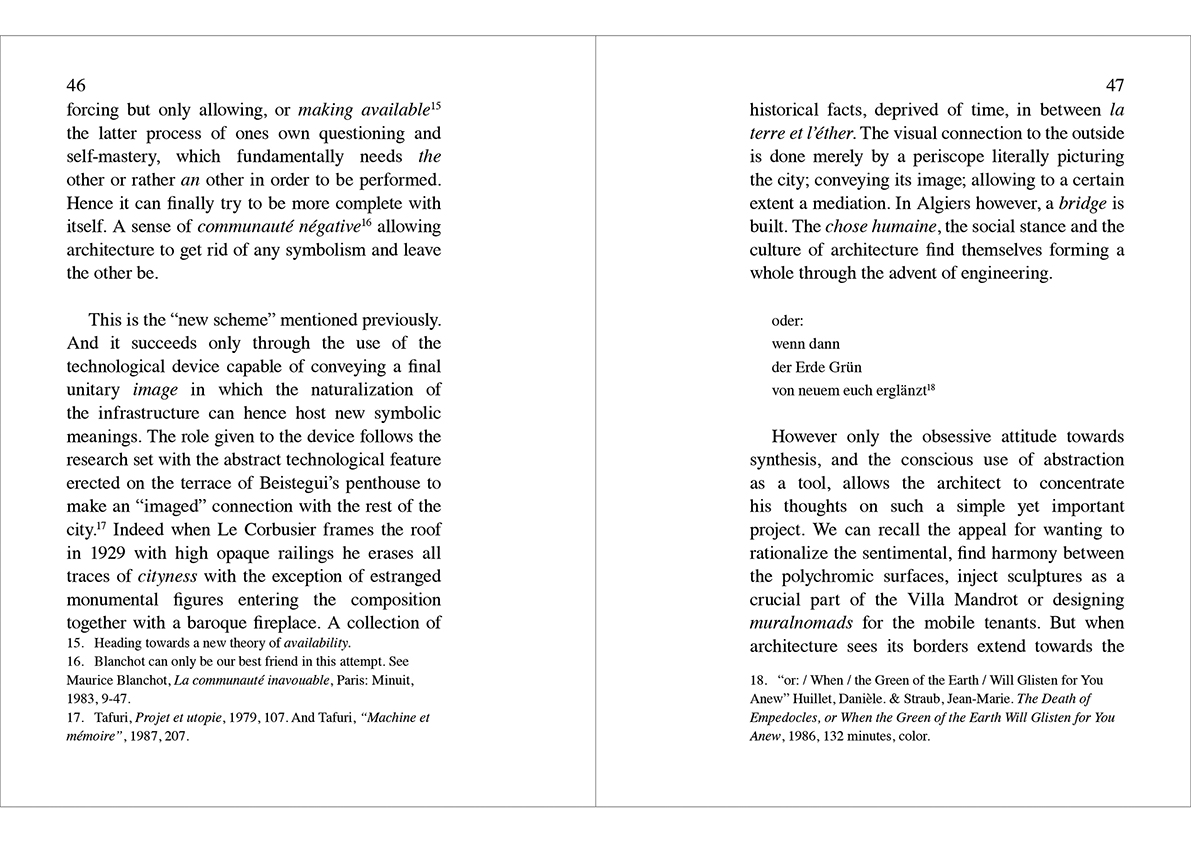 46
forcing but only allowing, or making available15
the latter process of ones own questioning and
self-mastery, which fundamentally needs the
other or rather an other in order to be performed.
Hence it can finally try to be more complete with
itself. A sense of communauté négative16 allowing
architecture to get rid of any symbolism and leave
the other be.
This is the “new scheme” mentioned previously.
And it succeeds only through the use of the
technological device capable of conveying a final
unitary image in which the naturalization of
the infrastructure can hence host new symbolic
meanings. The role given to the device follows the
research set with the abstract technological feature
erected on the terrace of Beistegui’s penthouse to
make an “imaged” connection with the rest of the
city.17 Indeed when Le Corbusier frames the roof
in 1929 with high opaque railings he erases all
traces of cityness with the exception of estranged
monumental figures entering the composition
together with a baroque fireplace. A collection of
15. Heading towards a new theory of availability.
16. Blanchot can only be our best friend in this attempt. See
Maurice Blanchot, La communauté inavouable, Paris: Minuit,
1983, 9-47.
17. Tafuri, Projet et utopie, 1979, 107. And Tafuri, “Machine et
mémoire”, 1987, 207.
47
historical facts, deprived of time, in between la
terre et l’éther. The visual connection to the outside
is done merely by a periscope literally picturing
the city; conveying its image; allowing to a certain
extent a mediation. In Algiers however, a bridge is
built. The chose humaine, the social stance and the
culture of architecture find themselves forming a
whole through the advent of engineering.
oder:
wenn dann
der Erde Grün
von neuem euch erglänzt18
However only the obsessive attitude towards
synthesis, and the conscious use of abstraction
as a tool, allows the architect to concentrate
his thoughts on such a simple yet important
project. We can recall the appeal for wanting to
rationalize the sentimental, find harmony between
the polychromic surfaces, inject sculptures as a
crucial part of the Villa Mandrot or designing
muralnomads for the mobile tenants. But when
architecture sees its borders extend towards the
18. “or: / When / the Green of the Earth / Will Glisten for You
Anew” Huillet, Danièle. & Straub, Jean-Marie. The Death of
Empedocles, or When the Green of the Earth Will Glisten for You
Anew, 1986, 132 minutes, color.